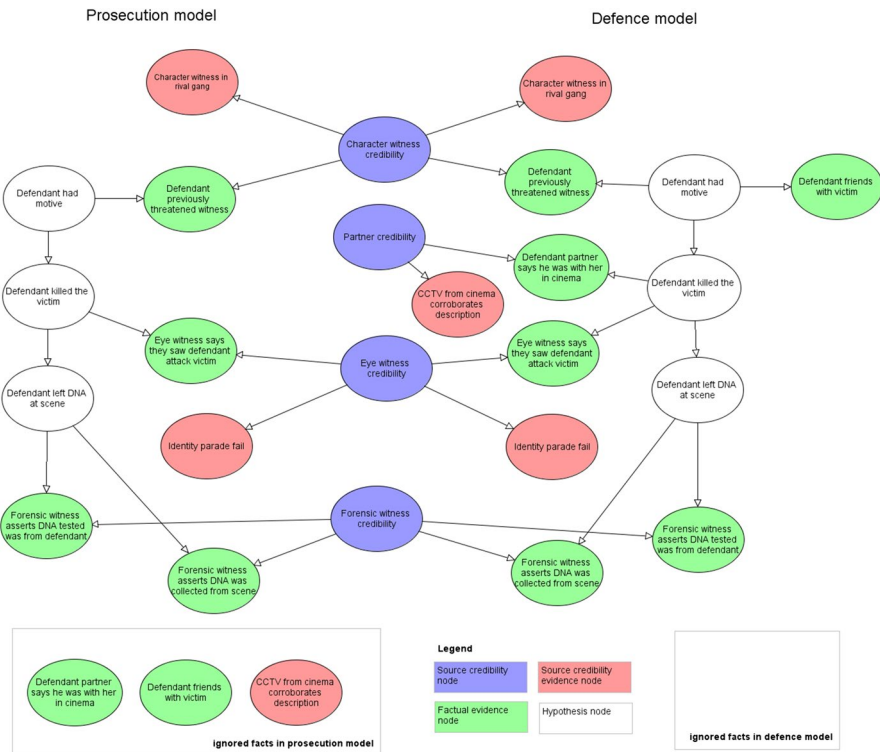 Prosecution model
Defence model
Character witness in
rival gang
Character witness in
rival gang
Character witness
credibility
Defendant had
motive
Defendant
previously
threatened witness
Defendant
previously
threatened witness
Defendant had
motive
Defendant friends
with victim
Partner credibility
Defendant partner
says he was with her
in cinema
Defendant killed the
victim
CCTV from cinema
corroborates
description
Defendant killed the
victim
Eye witness says
they saw defendant
attack victim
Eye witness
credibility
Eye witness says
they saw defendant
attack victim
Defendant left DNA
at scene
Defendant left DNA
at scene
Identity parade fail
Identity parade fail
Forensic witness
asserts DNA tested
was from defendant
Forensic witness
credibility
Forensic witness
asserts DNA tested
was from defendant
Forensic witness
asserts DNA was
collected from scene
Forensic witness
asserts DNA was
collected from scene
Defendant partner
says he was with her
in cinema
Defendant friends
with victim
CCTV from cinema
corroborates
description
ignored facts in prosecution model
Legend
Source credibility
node
Source credibility
evidence node
Factual evidence
node
Hypothesis node
ignored facts in defence model